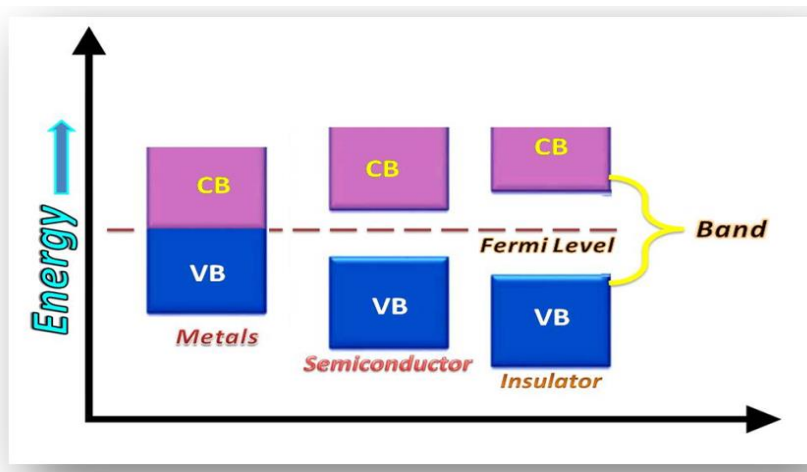 Energy
CB
VB
Metals
CB
VB
Semiconductor
CB
VB
Insulator
Fermi Level
Band